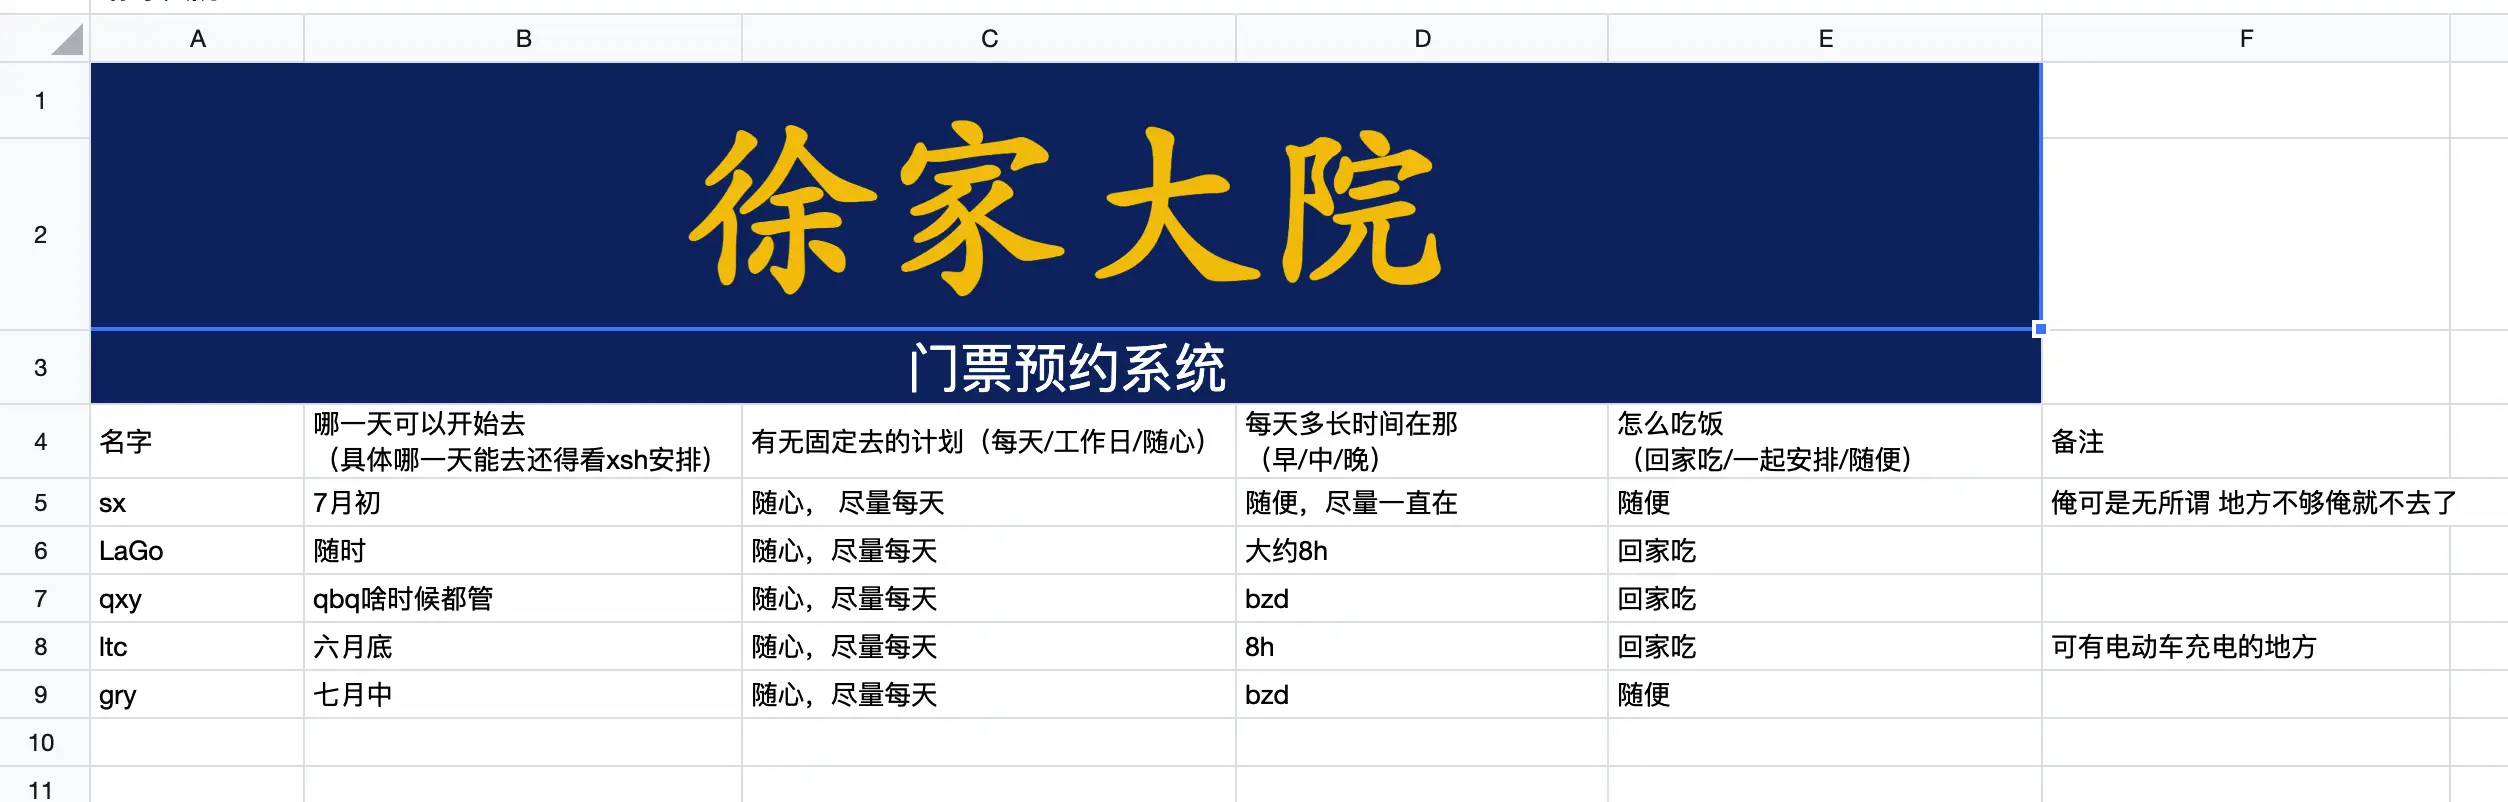 A B C D E F
1
徐家大院
2
3 门票预约系统
4 名字 哪一天可以开始去 有无固定去的计划（每天/工作日/随心） 每天多长时间在那 怎么吃饭 备注
（具体哪一天能去还得看xsh安排） （早/中/晚） （回家吃/一起安排/随便）
5 sx 7月初 随心， 尽量每天 随便，尽量一直在 随便 俺可是无所谓 地方不够俺就不去了
6 LaGo 随时 随心，尽量每天 大约8h 回家吃
7 qxy qbq啥时候都管 随心，尽量每天 bzd 回家吃
8 ltc 六月底 随心，尽量每天 8h 回家吃 可有电动车充电的地方
9 gry 七月中 随心，尽量每天 bzd 随便
10
11